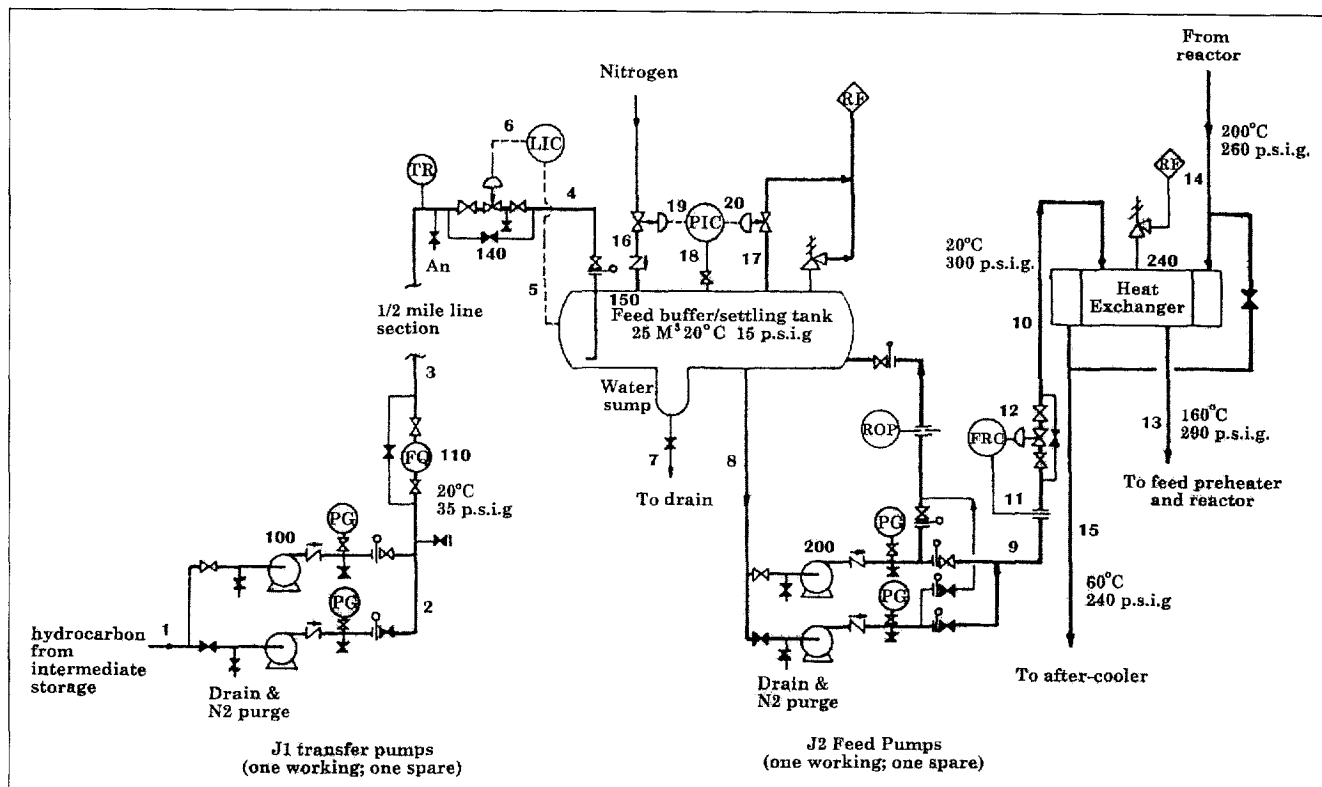 From
reactor
Nitrogen
RF
200°C
260 p.s.i.g.
6
LIC
TR
4
RF
14
19
20
PIC
16
18
17
20°C
300 p.s.i.g.
140
An
5
150
240
1/2 mile line
section
Feed buffer/settling tank
25 M³ 20°C 15 p.s.i.g
Heat
Exchanger
10
3
Water
sump
ROP
12
FRC
13
160°C
290 p.s.i.g.
FQ
110
7
8
To drain
To feed preheater
and reactor
20°C
35 p.s.i.g
11
15
PG
100
PG
200
9
PG
2
PG
60°C
240 p.s.i.g
hydrocarbon
from
intermediate
storage
1
To after-cooler
Drain &
N2 purge
Drain &
N2 purge
J1 transfer pumps
(one working; one spare)
J2 Feed Pumps
(one working; one spare)